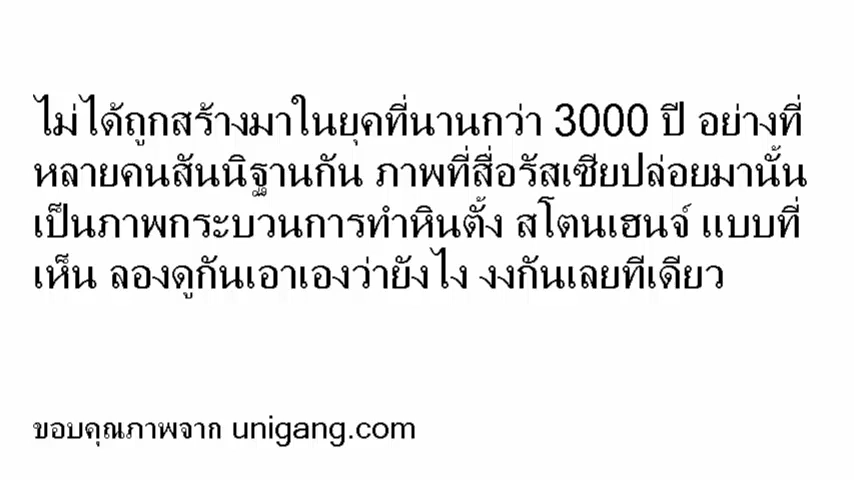 ไม่ได้ถูกสร้างมาในยุคที่นานกว่า 3000 ปี อย่างที่
หลายคนสันนิฐานกัน ภาพที่สื่อรัสเซียปล่อยมานั้น
เป็นภาพกระบวนการทำหินตั้ง สโตนเฮนจ์ แบบที่
เห็น ลองดูกันเอาเองว่ายังไง งงกันเลยทีเดียว
ขอบคุณภาพจาก unigang.com